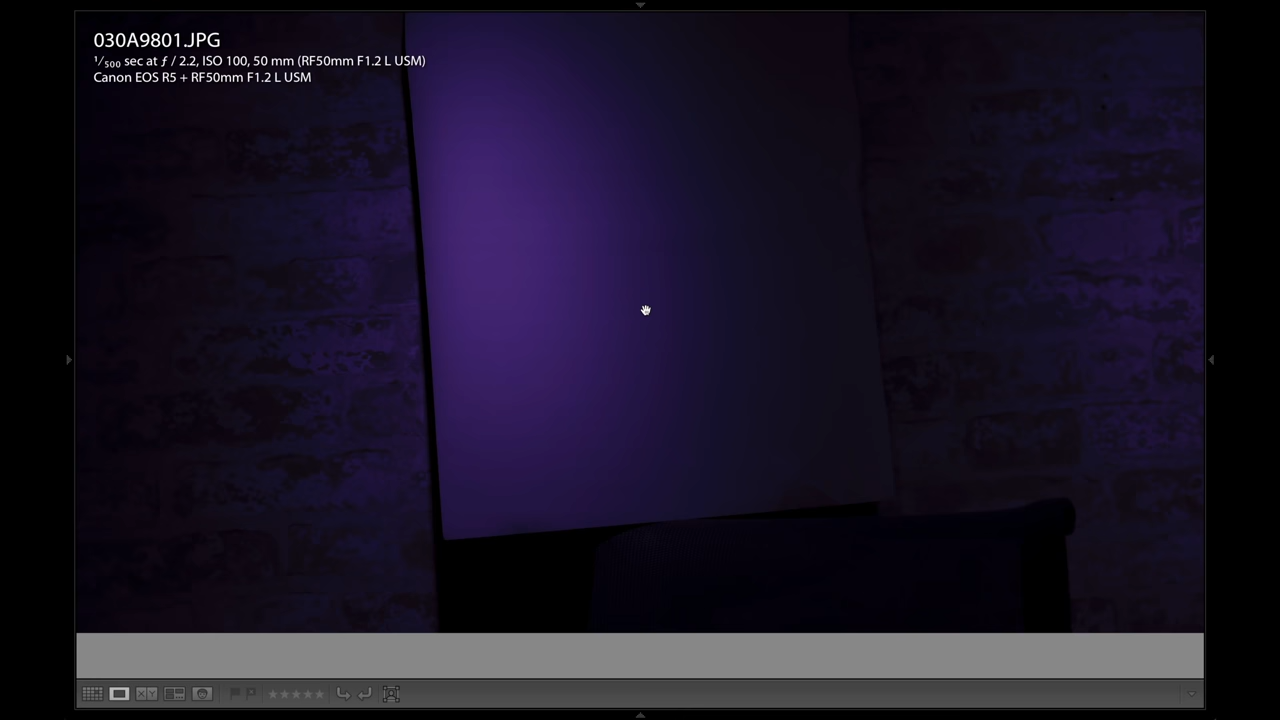 030A9801.JPG
1/500 sec at ƒ / 2.2, ISO 100, 50 mm (RF50mm F1.2 L USM)
Canon EOS R5 + RF50mm F1.2 L USM